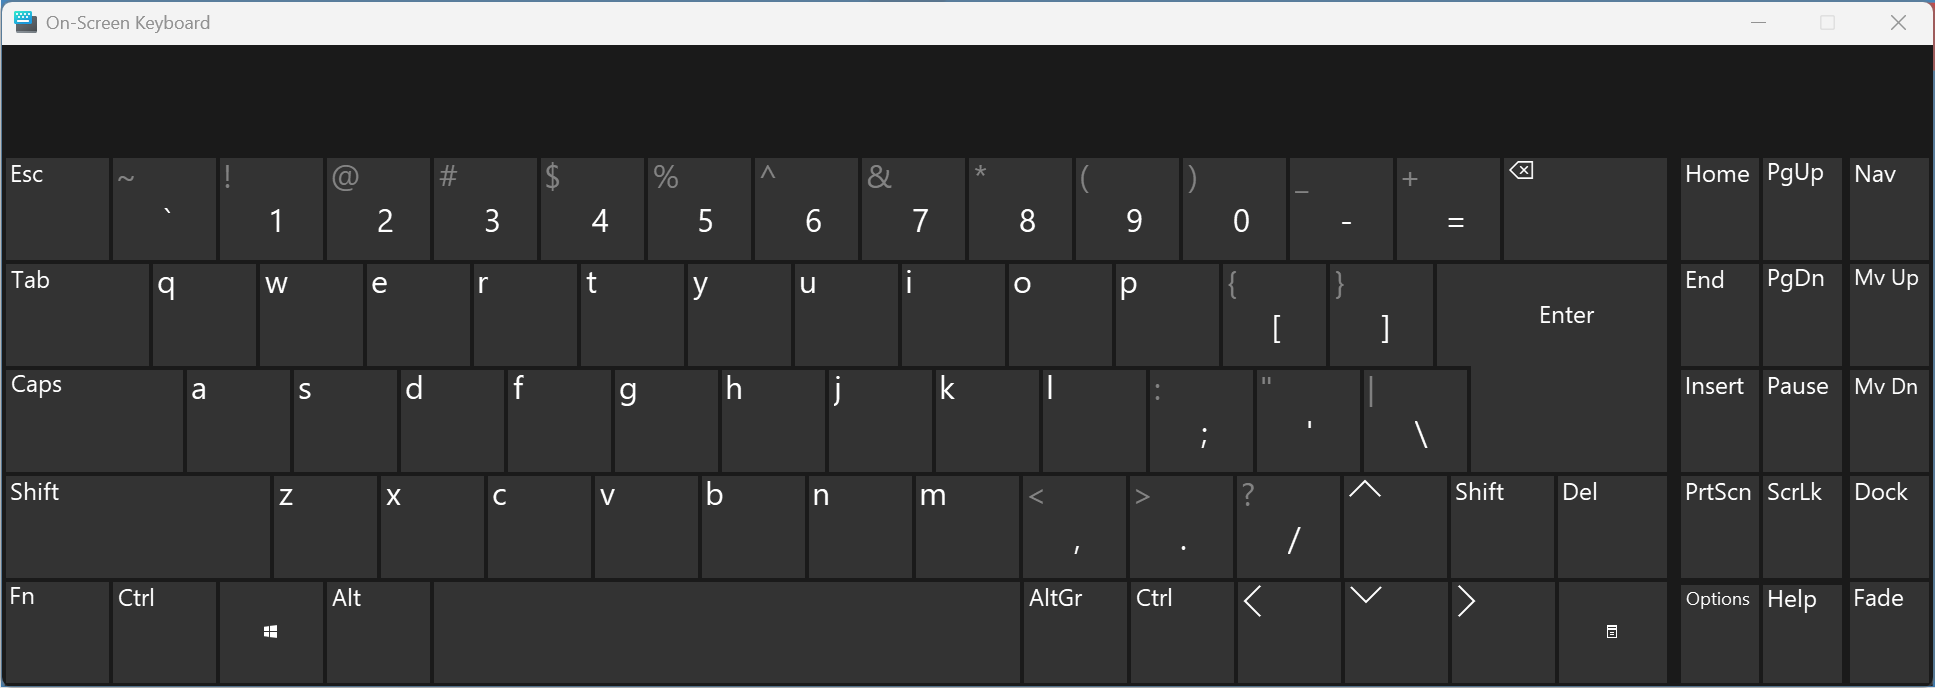 On-Screen Keyboard
Esc ~ ` ! 1 @ 2 # 3 $ 4 % 5 ^ 6 & 7 * 8 ( 9 ) 0 _ - + = Home PgUp Nav
Tab q w e r t y u i o p { [ } ] Enter End PgDn Mv Up
Caps a s d f g h j k l : ; " ' | \ Insert Pause Mv Dn
Shift z x c v b n m < , > . ? / Shift Del PrtScn ScrLk Dock
Fn Ctrl Alt AltGr Ctrl Options Help Fade